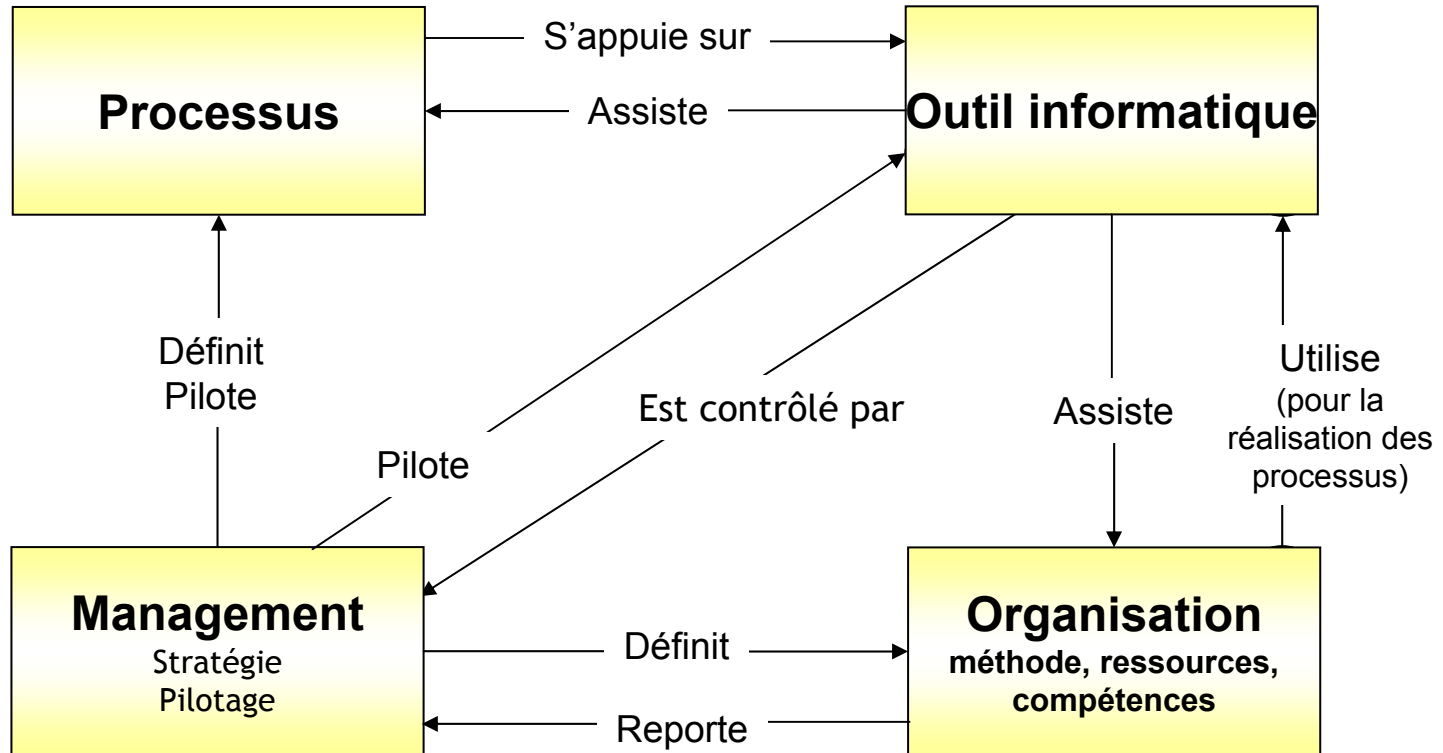 S’appuie sur
Processus
Assiste
Outil informatique
Définit
Pilote
Est contrôlé par
Assiste
Utilise
(pour la
réalisation des
processus)
Pilote
Management
Stratégie
Pilotage
Définit
Reporte
Organisation
méthode, ressources,
compétences